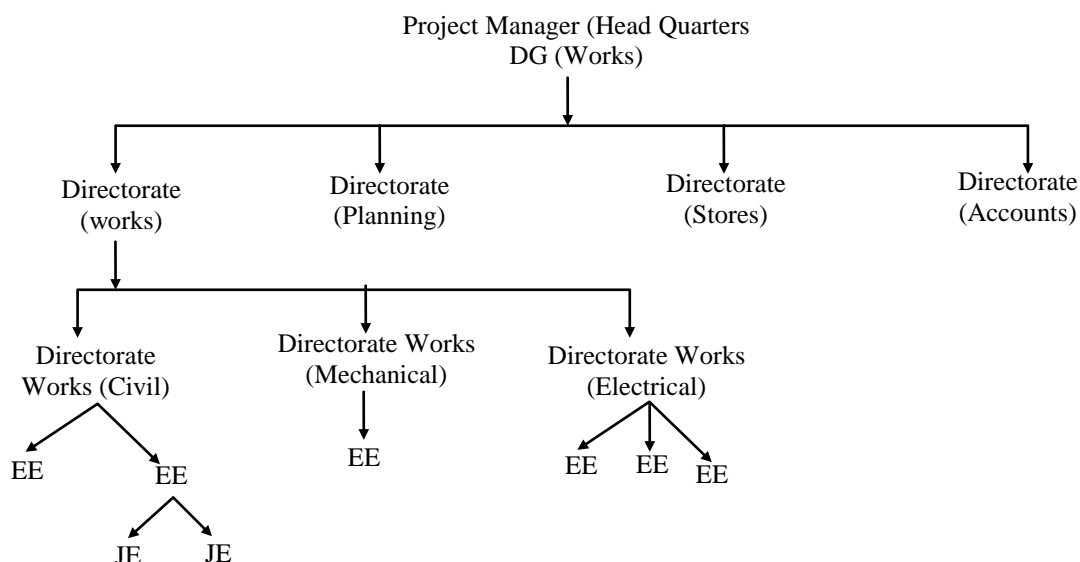 Project Manager (Head Quarters
DG (Works)
Directorate
(works)
Directorate
(Planning)
Directorate
(Stores)
Directorate
(Accounts)
Directorate
Works (Civil)
Directorate Works
(Mechanical)
Directorate Works
(Electrical)
EE
EE
EE
EE
EE
EE
JE
JE